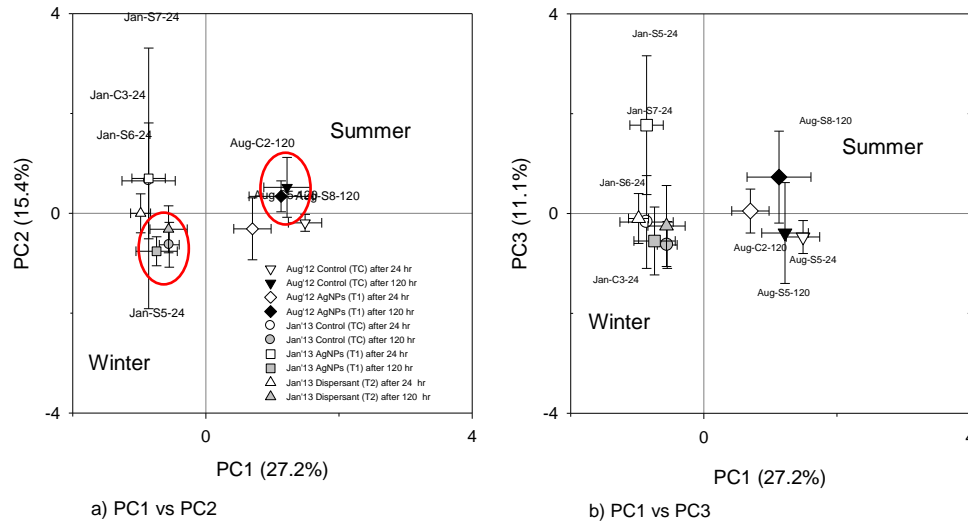 4
Jan-S7-24
Jan-C3-24
Jan-S6-24
Summer
Aug-C2-120
Aug-S8-120
PC2 (15.4%)
0
Aug'12 Control (TC) after 24 hr
Aug'12 Control (TC) after 120 hr
Aug'12 AgNPs (T1) after 24 hr
Aug'12 AgNPs (T1) after 120 hr
Jan'13 Control (TC) after 24 hr
Jan'13 Control (TC) after 120 hr
Jan'13 AgNPs (T1) after 24 hr
Jan'13 AgNPs (T1) after 120 hr
Jan'13 Dispersant (T2) after 24 hr
Jan'13 Dispersant (T2) after 120 hr
Jan-S5-24
Winter
-4
0
4
PC1 (27.2%)
a) PC1 vs PC2
4
Jan-S5-24
Jan-S7-24
Aug-S8-120
Summer
Jan-S6-24
PC3 (11.1%)
0
Aug-C2-120
Aug-S5-24
Jan-C3-24
Aug-S5-120
Winter
-4
0
4
PC1 (27.2%)
b) PC1 vs PC3